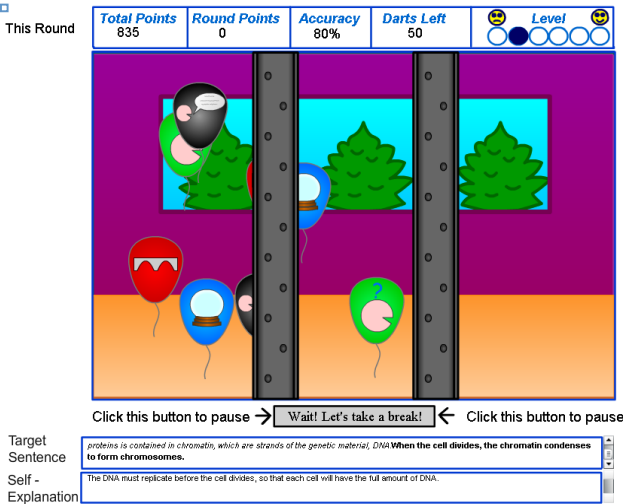 This Round
Total Points Round Points Accuracy Darts Left Level
835 0 80% 50
?
Click this button to pause Wait! Let's take a break! Click this button to pause
Target
Sentence
proteins is contained in chromatin, which are strands of the genetic material, DNA.When the cell divides, the chromatin condenses
to form chromosomes.
Self -
Explanation
The DNA must replicate before the cell divides, so that each cell will have the full amount of DNA.